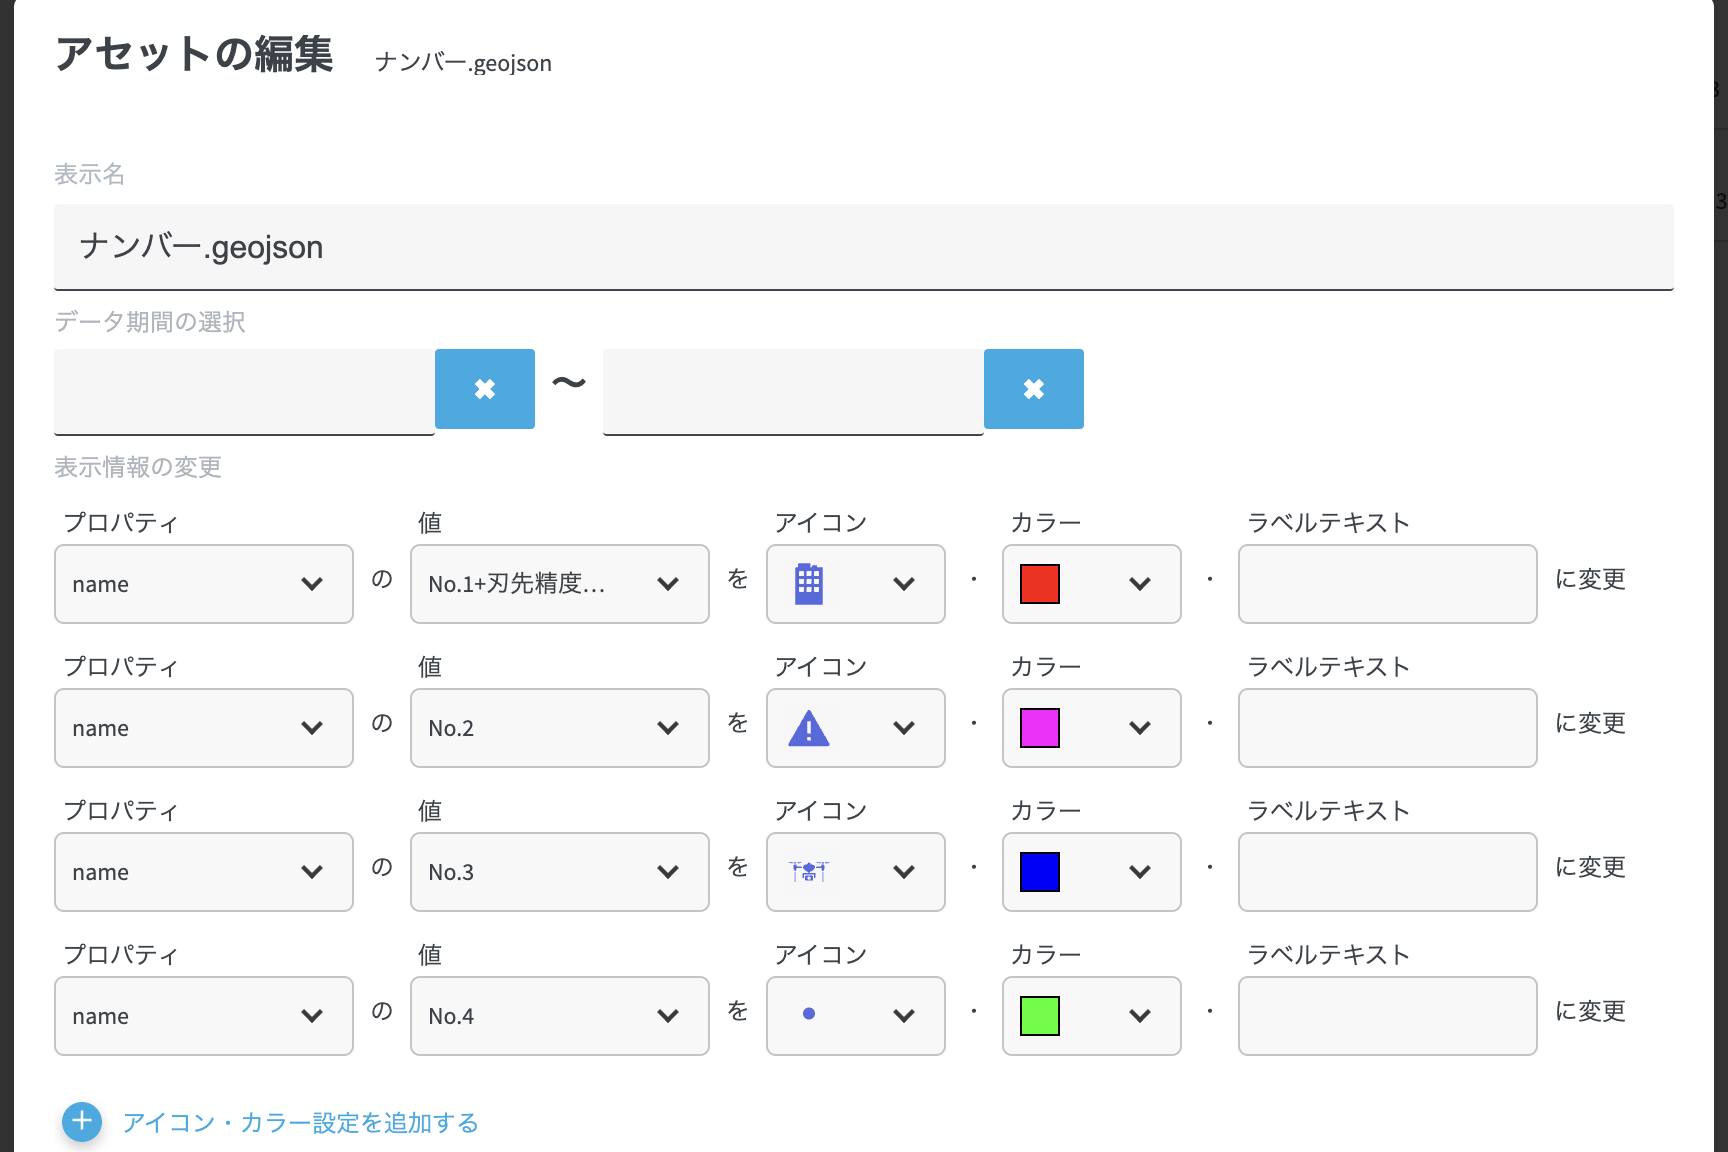 アセットの編集 ナンバー.geojson
表示名
ナンバー.geojson
データ期間の選択
〜
表示情報の変更
プロパティ 値 アイコン カラー ラベルテキスト
name の No.1+刃先精度... を ・ ・ に変更
プロパティ 値 アイコン カラー ラベルテキスト
name の No.2 を ・ ・ に変更
プロパティ 値 アイコン カラー ラベルテキスト
name の No.3 を ・ ・ に変更
プロパティ 値 アイコン カラー ラベルテキスト
name の No.4 を ・ ・ に変更
アイコン・カラー設定を追加する